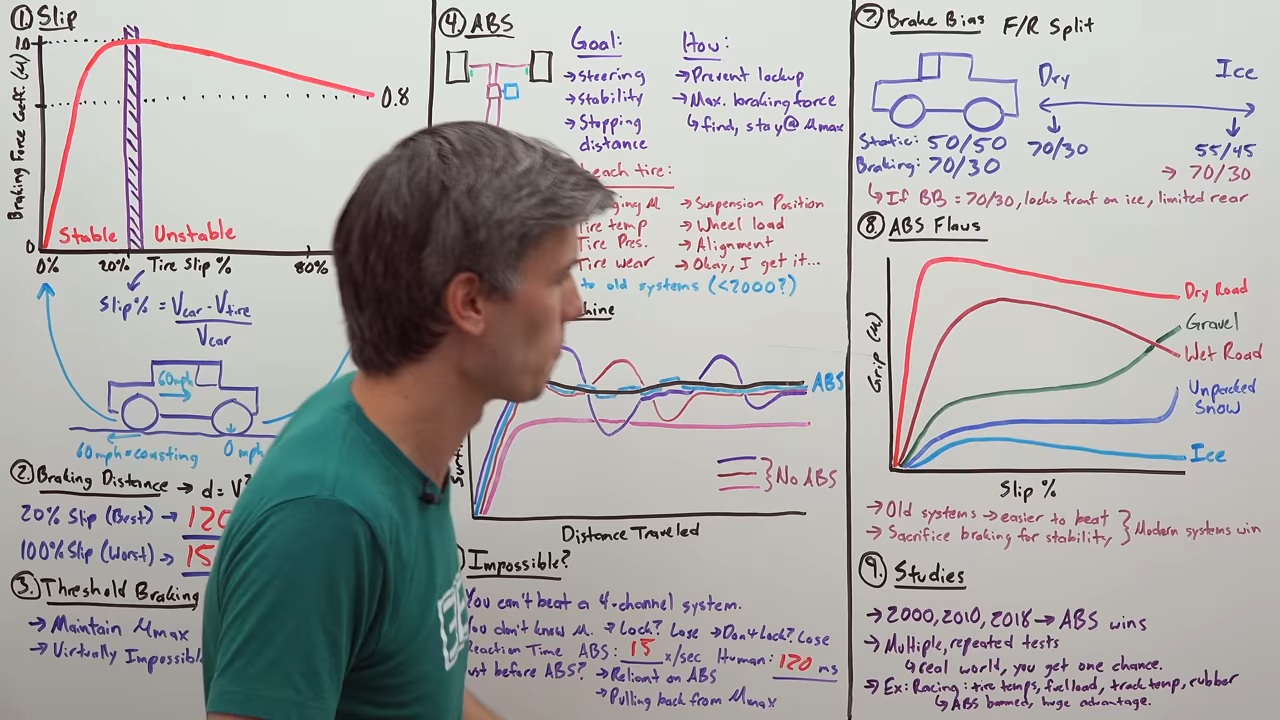 ①. Slip
1.0
0.8
Braking Force Coeff. (μ)
0
Stable
Unstable
0%
20%
Tire Slip %
80%
Slip % = Vcar - Vtire
Vcar
60mph
60mph = coasting
0 mph
②. Braking Distance → d = V²
20% Slip (Best) → 120
100% Slip (Worst) → 15
③. Threshold Braking
→ Maintain μmax
→ Virtually Impossible
④. ABS
Goal:
→ Steering
→ Stability
→ Stopping
distance
How:
→ Prevent lockup
→ Max. braking force
↳ find, stay @ μmax
each tire:
μ
Tire temp
Tire Pres.
Tire wear
→ Suspension Position
→ Wheel load
→ Alignment
→ Okay, I get it...
to old systems (<2000?)
ABS
} No ABS
Distance Traveled
Impossible?
You can't beat a 4-channel system.
You don't know μ. → Lock? Lose → Don't Lock? Lose
Reaction Time ABS: 15 x/sec Human: 120 ms
just before ABS? → Reliant on ABS
→ Pulling back from μmax
⑦. Brake Bias F/R Split
Dry
Ice
Static: 50/50
70/30
55/45
Braking: 70/30
→ 70/30
↳ If BB = 70/30, locks front on ice, limited rear
⑧. ABS Flaws
Grip (μ)
Dry Road
Gravel
Wet Road
Unpacked
Snow
Ice
Slip %
→ Old systems → easier to beat
→ Sacrifice braking for stability
} Modern systems win
⑨. Studies
→ 2000, 2010, 2018 → ABS wins
→ Multiple, repeated tests
↳ real world, you get one chance.
→ Ex: Racing: tire temps, fuel load, track temp, rubber
↳ ABS banned, huge advantage.